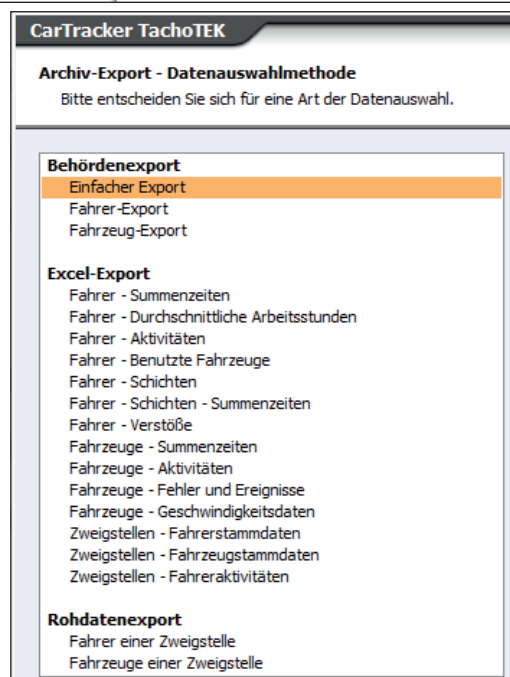 CarTracker TachoTEK
Archiv-Export - Datenauswahlmethode
Bitte entscheiden Sie sich für eine Art der Datenauswahl.
Behördenexport
Einfacher Export
Fahrer-Export
Fahrzeug-Export
Excel-Export
Fahrer - Summenzeiten
Fahrer - Durchschnittliche Arbeitsstunden
Fahrer - Aktivitäten
Fahrer - Benutzte Fahrzeuge
Fahrer - Schichten
Fahrer - Schichten - Summenzeiten
Fahrer - Verstöße
Fahrzeuge - Summenzeiten
Fahrzeuge - Aktivitäten
Fahrzeuge - Fehler und Ereignisse
Fahrzeuge - Geschwindigkeitsdaten
Zweigstellen - Fahrerstammdaten
Zweigstellen - Fahrzeugstammdaten
Zweigstellen - Fahreraktivitäten
Rohdatenexport
Fahrer einer Zweigstelle
Fahrzeuge einer Zweigstelle